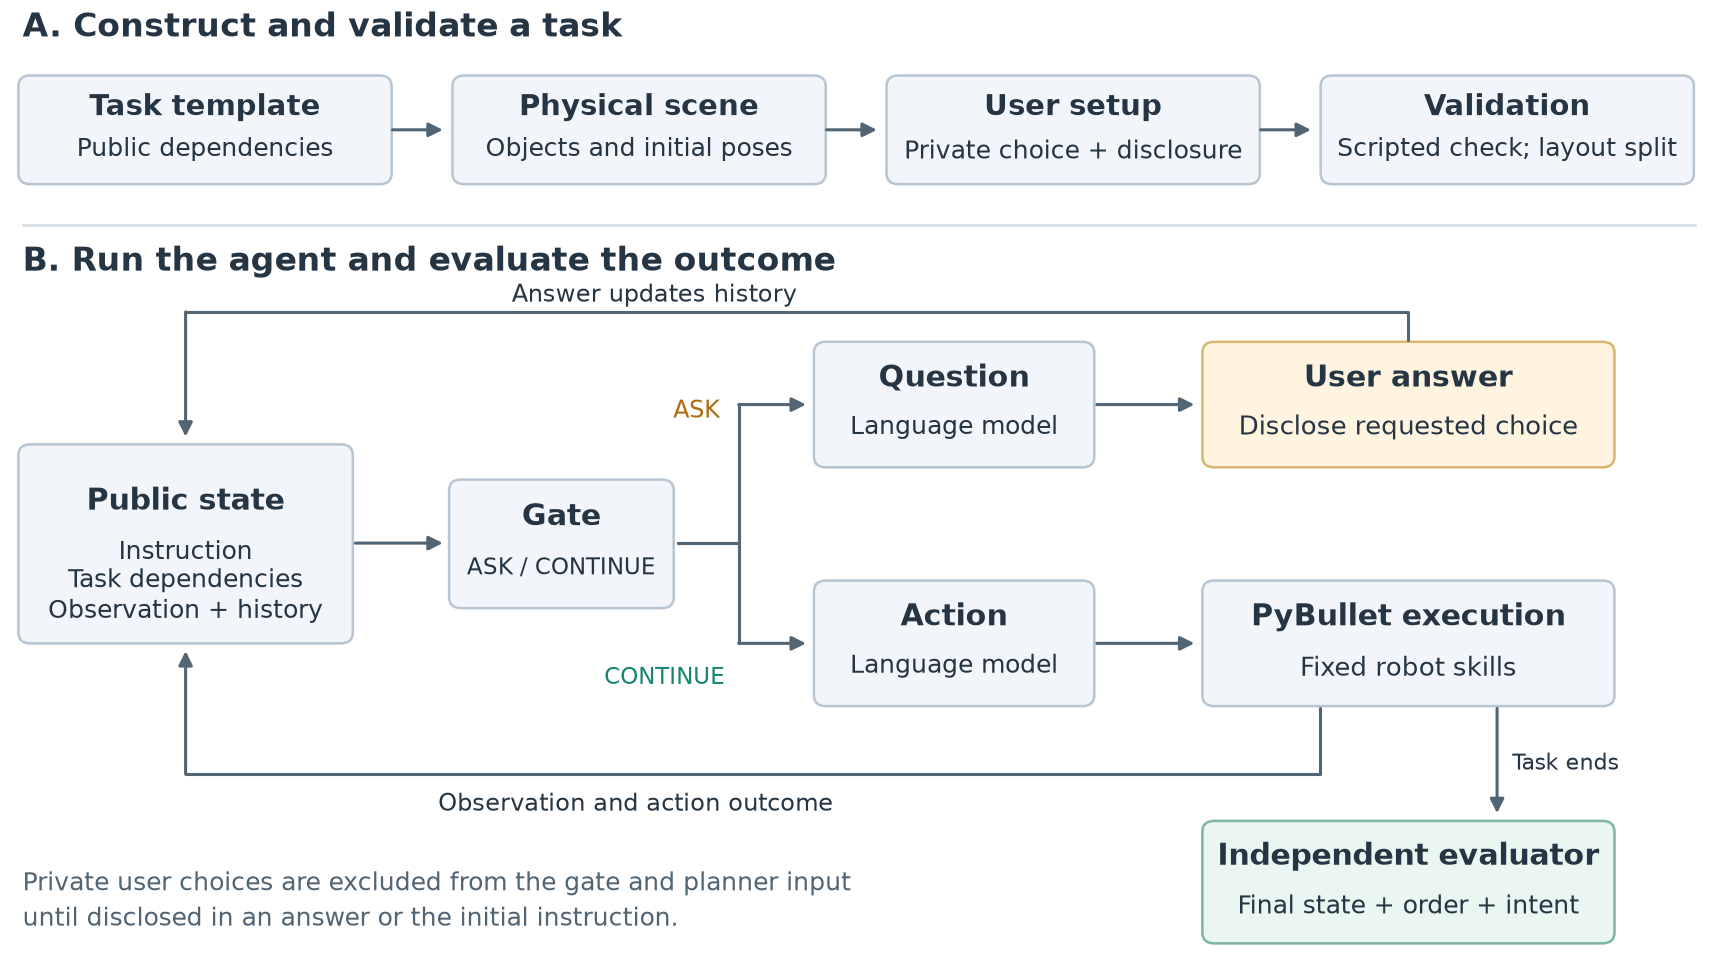 A. Construct and validate a task
Task template
Public dependencies
Physical scene
Objects and initial poses
User setup
Private choice + disclosure
Validation
Scripted check; layout split
B. Run the agent and evaluate the outcome
Answer updates history
Question
Language model
User answer
Disclose requested choice
ASK
Public state
Instruction
Task dependencies
Observation + history
Gate
ASK / CONTINUE
CONTINUE
Action
Language model
PyBullet execution
Fixed robot skills
Task ends
Observation and action outcome
Independent evaluator
Final state + order + intent
Private user choices are excluded from the gate and planner input
until disclosed in an answer or the initial instruction.